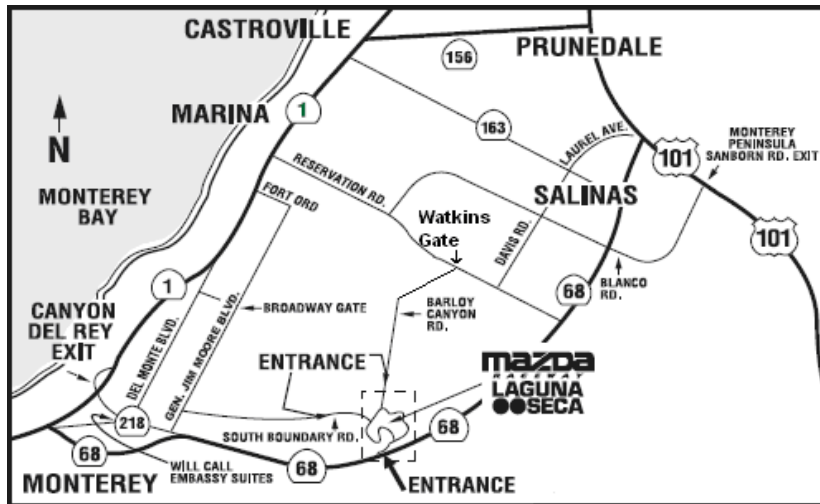 CASTROVILLE
PRUNEDALE
156
MARINA
1
163
LAUREL AVE.
101
MONTEREY
PENINSULA
SANBORN RD. EXIT
N
RESERVATION RD.
FORT ORD
SALINAS
MONTEREY
BAY
Watkins
Gate
DAVIS RD.
101
1
68
BLANCO
RD.
CANYON
DEL REY
EXIT
BROADWAY GATE
BARLOY
CANYON
RD.
DEL MONTE BLVD.
GEN. JIM MOORE BLVD.
ENTRANCE
mazda
RACEWAY
LAGUNA
SECA
218
SOUTH BOUNDARY RD.
68
68
68
WILL CALL
EMBASSY SUITES
MONTEREY
ENTRANCE